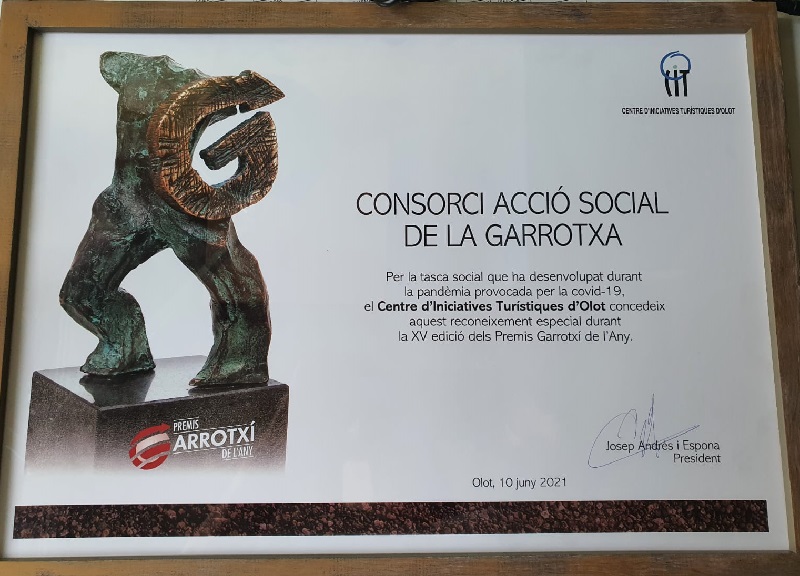 CIT
CENTRE D'INICIATIVES TURÍSTIQUES D'OLOT
CONSORCI ACCIÓ SOCIAL
DE LA GARROTXA
Per la tasca social que ha desenvolupat durant
la pandèmia provocada per la covid-19,
el Centre d'Iniciatives Turístiques d'Olot concedeix
aquest reconeixement especial durant
la XV edició dels Premis Garrotxí de l'Any.
G
PREMIS
GARROTXÍ
DE L'ANY
Josep Andrés i Espona
President
Olot, 10 juny 2021